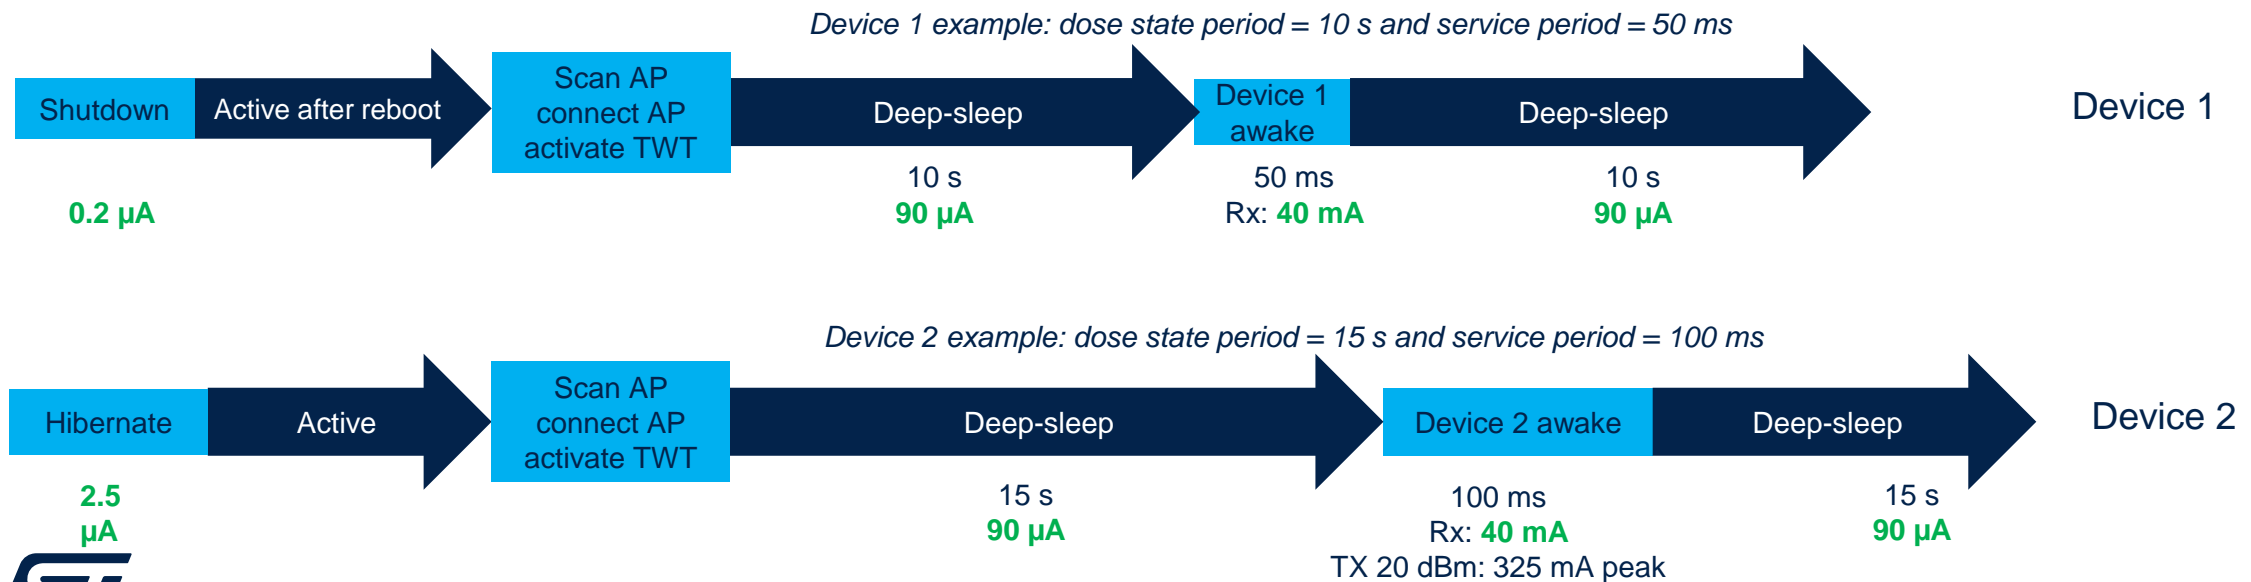 Device 1 example: dose state period = 10 s and service period = 50 ms
Shutdown
Active after reboot
Scan AP
connect AP
activate TWT
Deep-sleep
Device 1
awake
Deep-sleep
Device 1
0.2 µA
10 s
90 µA
50 ms
Rx: 40 mA
10 s
90 µA
Device 2 example: dose state period = 15 s and service period = 100 ms
Hibernate
Active
Scan AP
connect AP
activate TWT
Deep-sleep
Device 2 awake
Deep-sleep
Device 2
2.5
µA
15 s
90 µA
100 ms
Rx: 40 mA
TX 20 dBm: 325 mA peak
15 s
90 µA